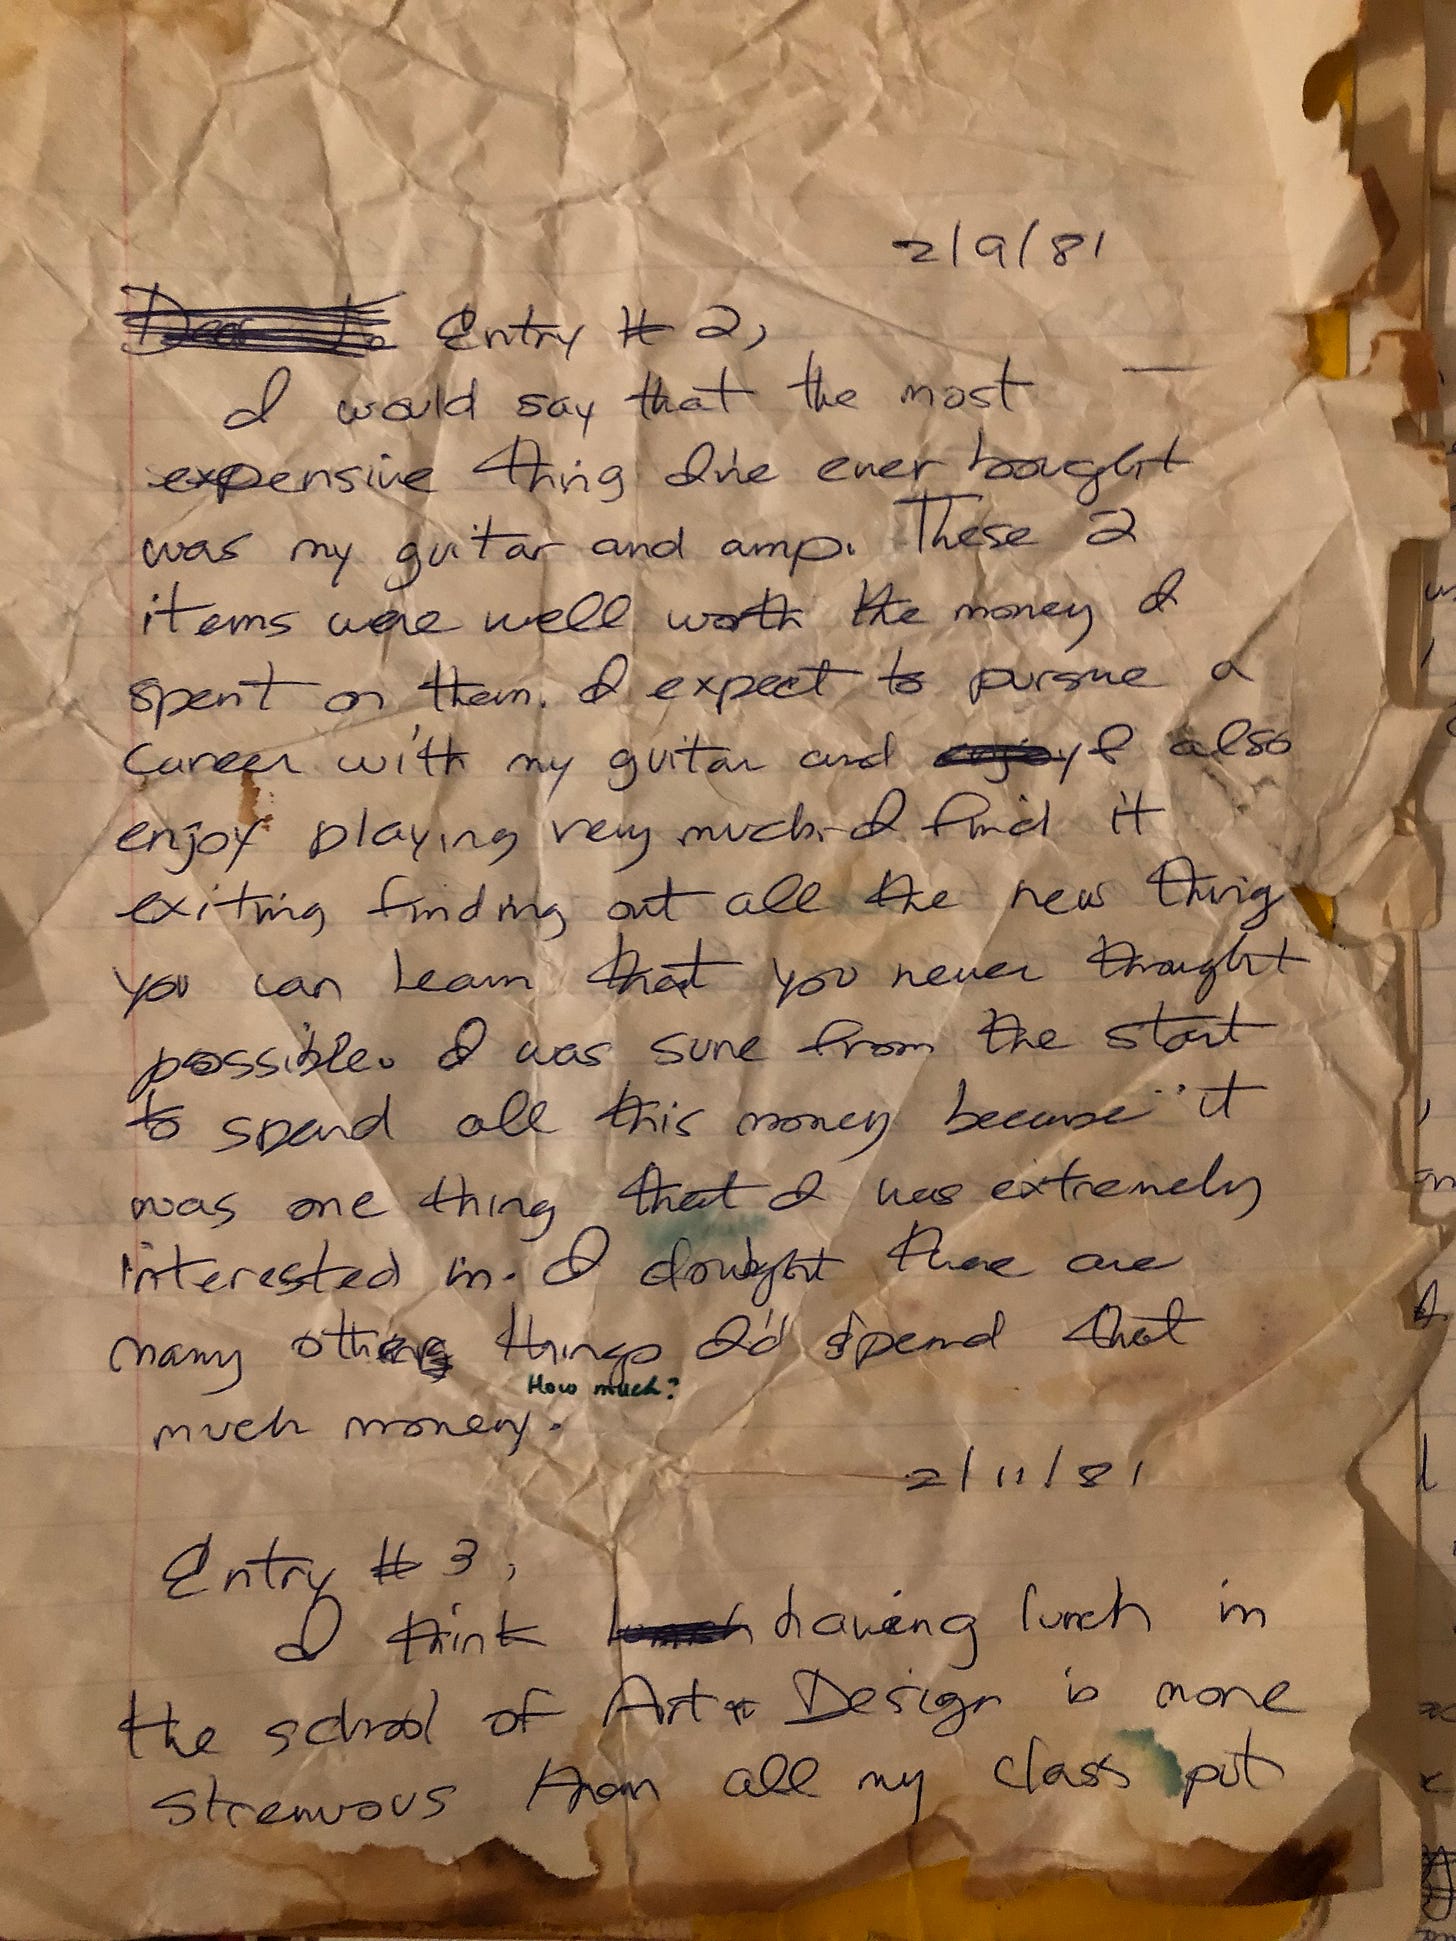 2/9/81
Entry # 2,
I would say that the most
expensive thing I've ever bought
was my guitar and amp. These 2
items were well worth the money I
spent on them. I expect to pursue a
career with my guitar and I also
enjoy playing very much. I find it
exiting finding out all the new thing
you can learn that you never thought
possible. I was sure from the start
to spend all this money because it
was one thing that I was extremely
interested in. I doubght there are
many other things I'd spend that
How much?
much money.
2/11/81
Entry # 3,
I think having lunch in
the school of Art + Design is more
strenuous than all my class put